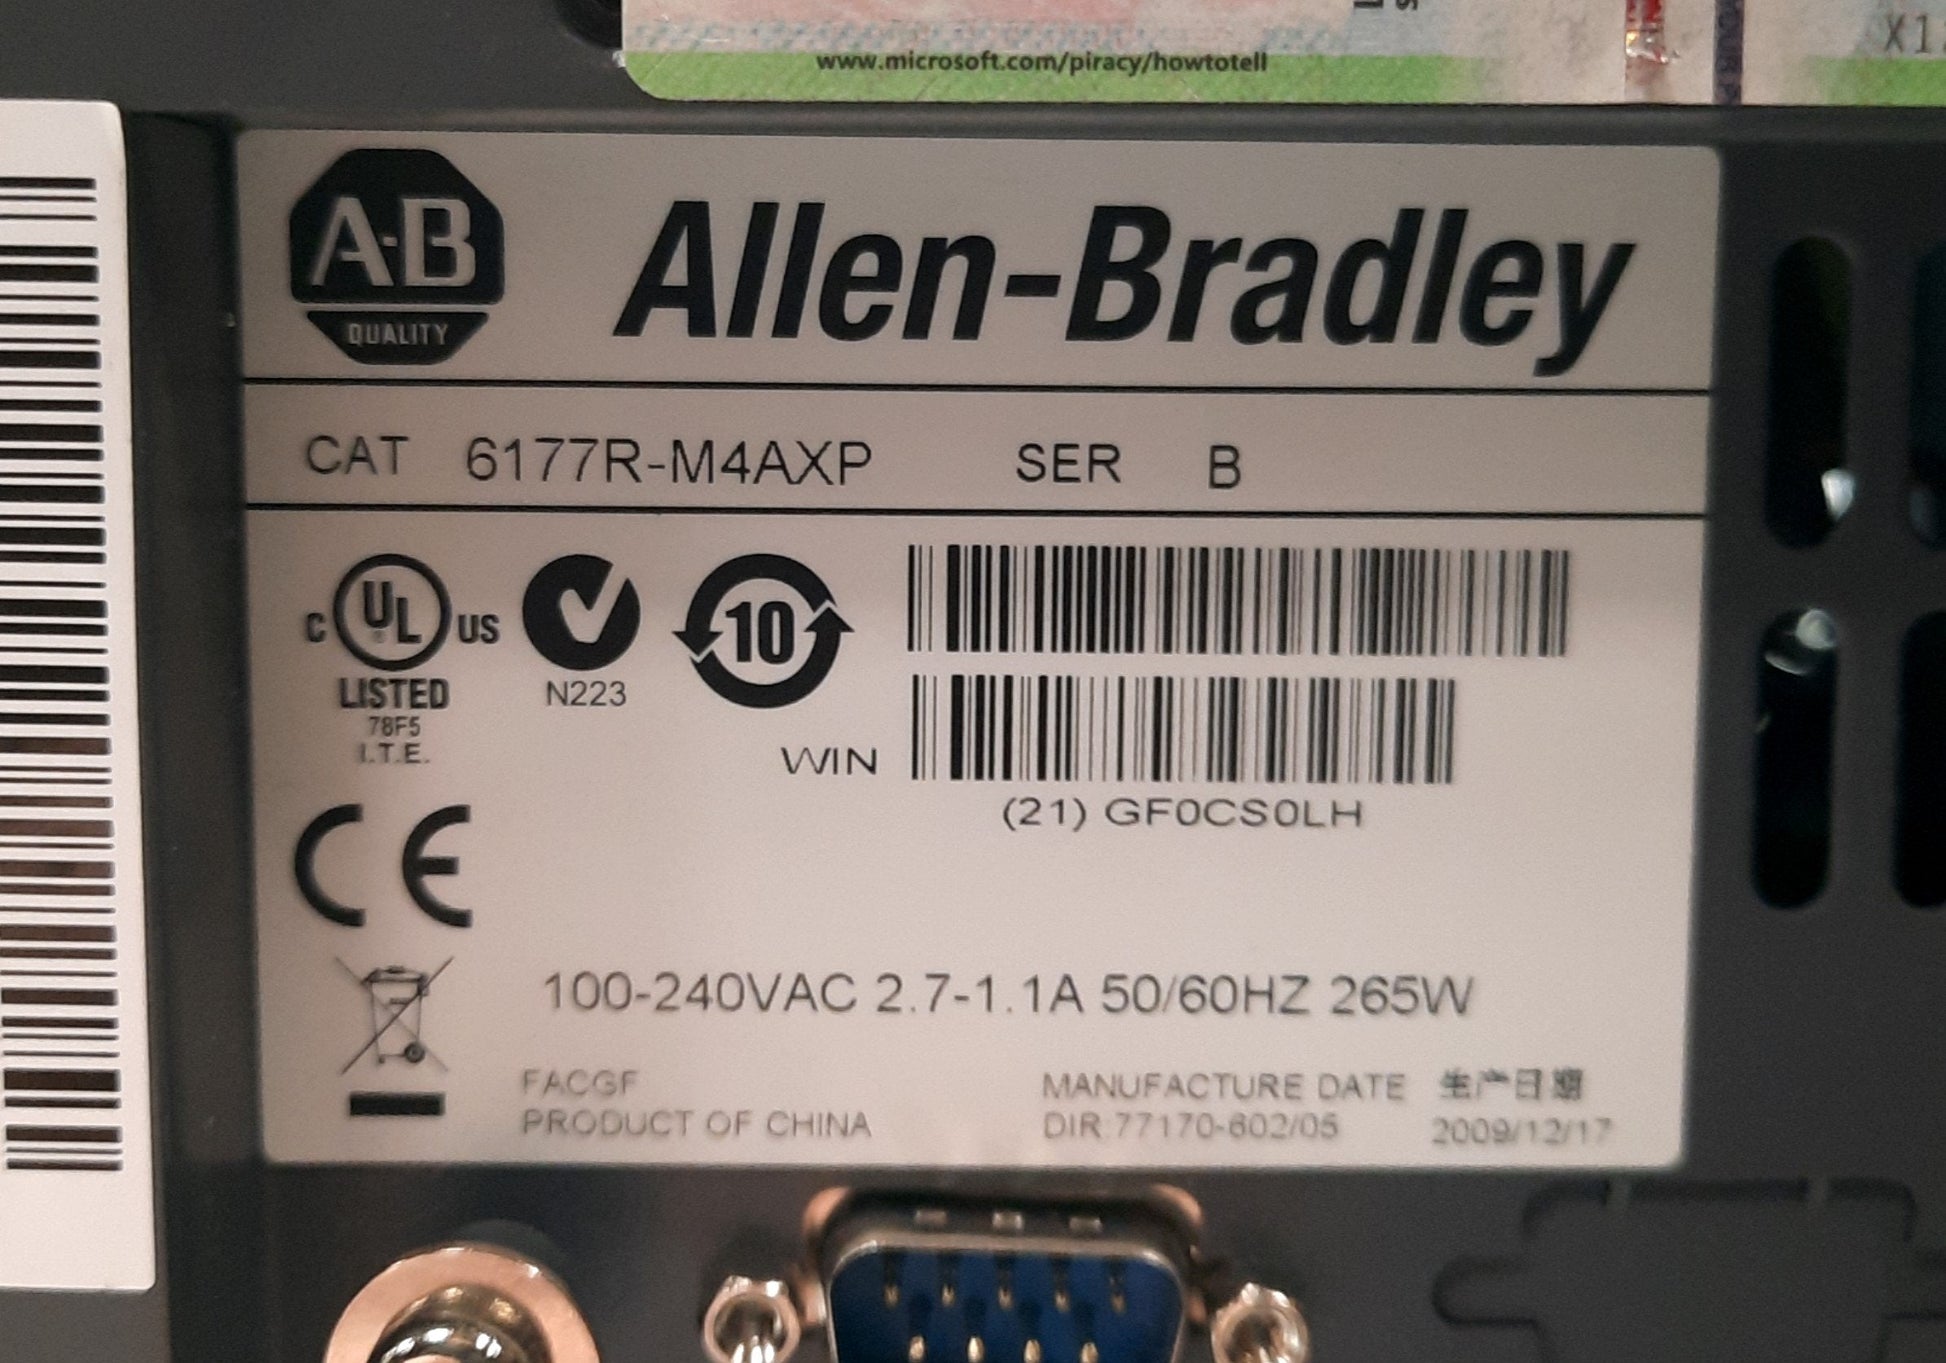 www.microsoft.com/piracy/howtotell
X1
A-B
QUALITY
Allen-Bradley
CAT 6177R-M4AXP SER B
C UL US
LISTED
78F5
I.T.E.
N223
10
WIN
(21) GF0CS0LH
CE
100-240VAC 2.7-1.1A 50/60HZ 265W
FACGF
PRODUCT OF CHINA
MANUFACTURE DATE 生产日期
DIR:77170-602/05 2009/12/17